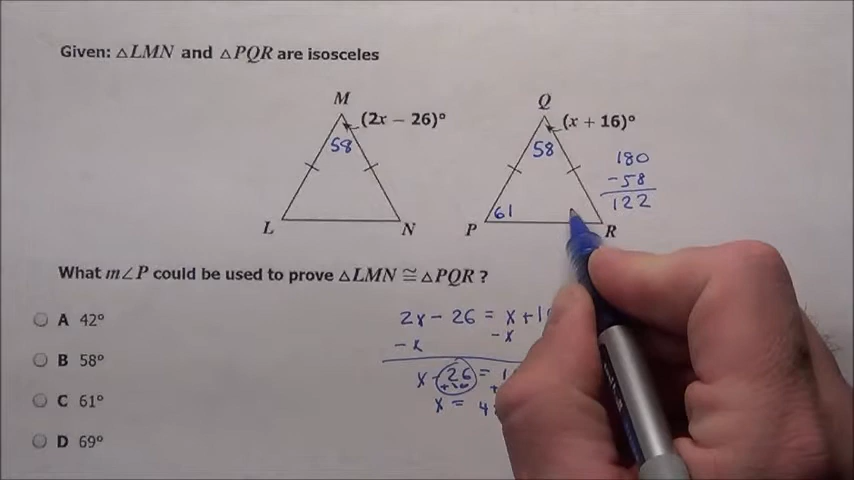 Given: △LMN and △PQR are isosceles
M
(2x − 26)°
58
L
N
Q
(x + 16)°
58
61
P
R
180
−58
122
What m∠P could be used to prove △LMN ≅ △PQR ?
A 42°
B 58°
C 61°
D 69°
2x − 26 = x + 1
− x − x
x − 26 = 1
x = 4